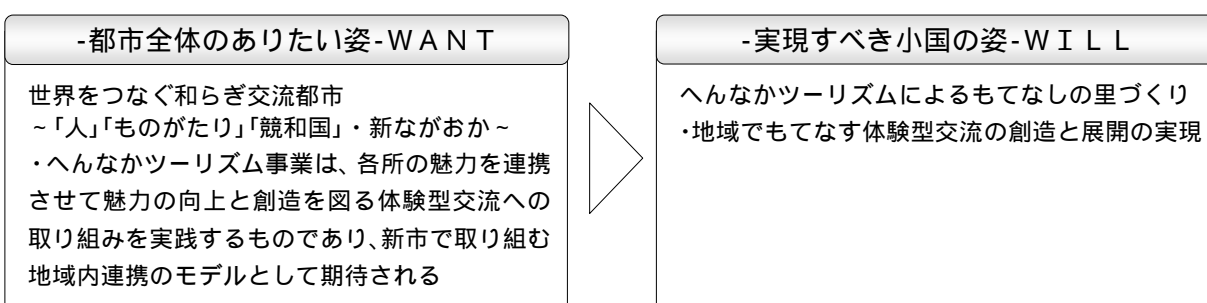 -都市全体のありたい姿-ＷＡＮＴ
世界をつなぐ和らぎ交流都市
~「人」「ものがたり」「競和国」・新ながおか~
・へんなかツーリズム事業は、各所の魅力を連携
させて魅力の向上と創造を図る体験型交流への
取り組みを実践するものであり、新市で取り組む
地域内連携のモデルとして期待される
-実現すべき小国の姿-ＷＩＬＬ
へんなかツーリズムによるもてなしの里づくり
・地域でもてなす体験型交流の創造と展開の実現